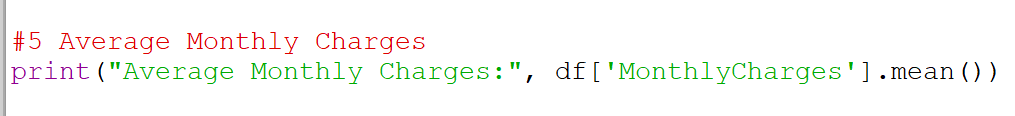 #5 Average Monthly Charges
print("Average Monthly Charges:", df['MonthlyCharges'].mean())